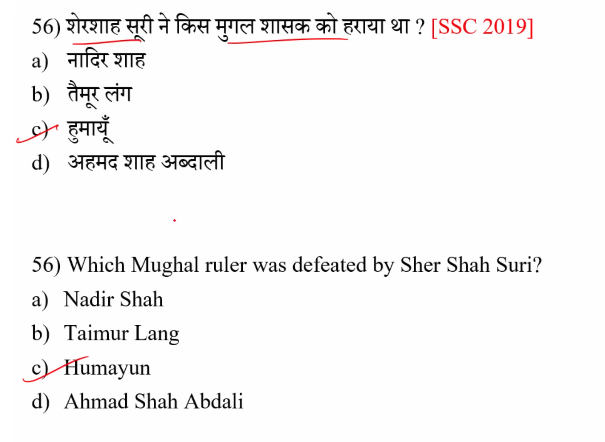 56) शेरशाह सूरी ने किस मुगल शासक को हराया था ? [SSC 2019]
a) नादिर शाह
b) तैमूर लंग
c) हुमायूँ
d) अहमद शाह अब्दाली
56) Which Mughal ruler was defeated by Sher Shah Suri?
a) Nadir Shah
b) Taimur Lang
c) Humayun
d) Ahmad Shah Abdali